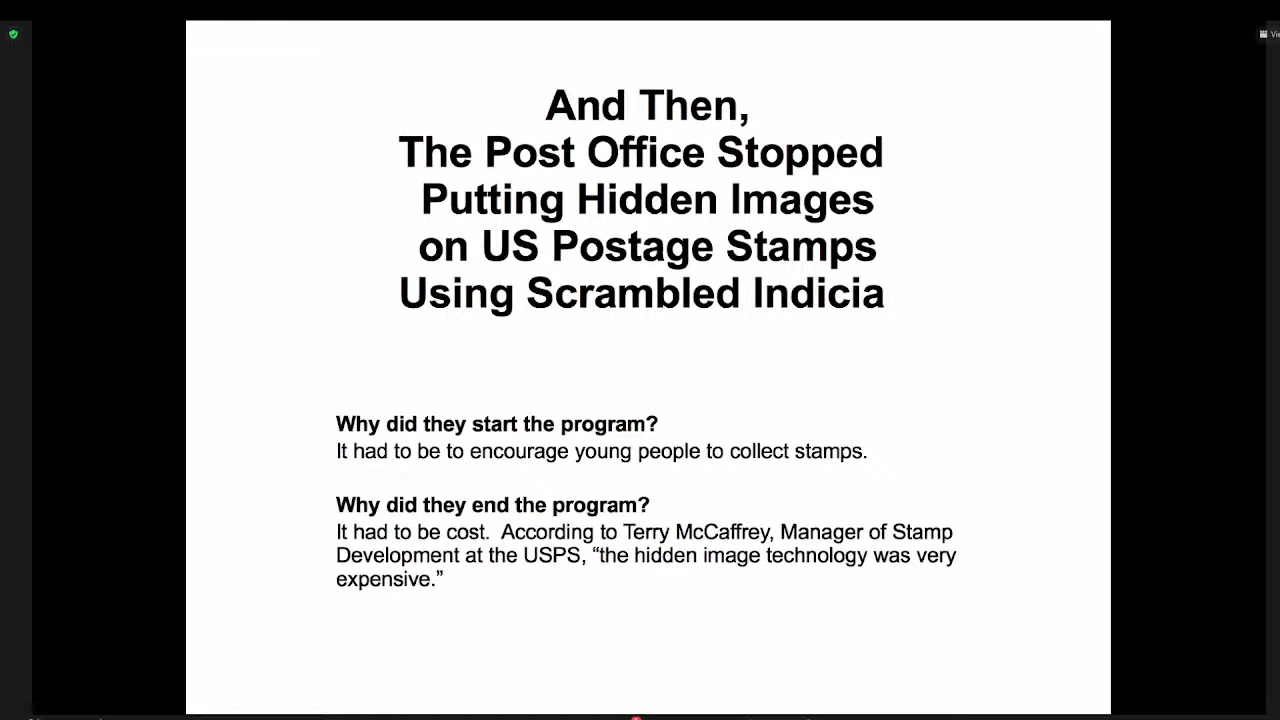 And Then,
The Post Office Stopped
Putting Hidden Images
on US Postage Stamps
Using Scrambled Indicia
Why did they start the program?
It had to be to encourage young people to collect stamps.
Why did they end the program?
It had to be cost.  According to Terry McCaffrey, Manager of Stamp
Development at the USPS, “the hidden image technology was very
expensive.”